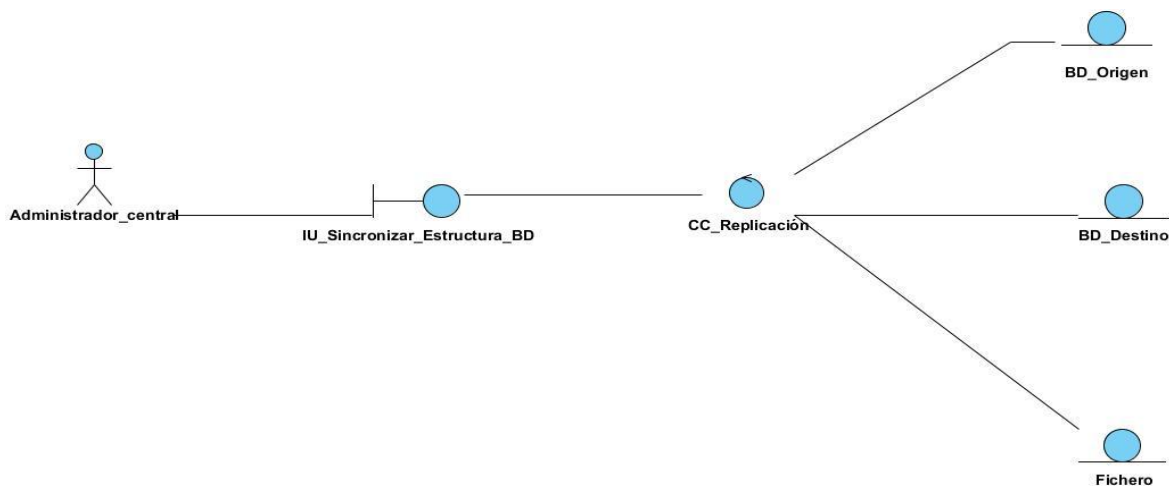 BD_Origen
Administrador_central
IU_Sincronizar_Estructura_BD
CC_Replicación
BD_Destino
Fichero